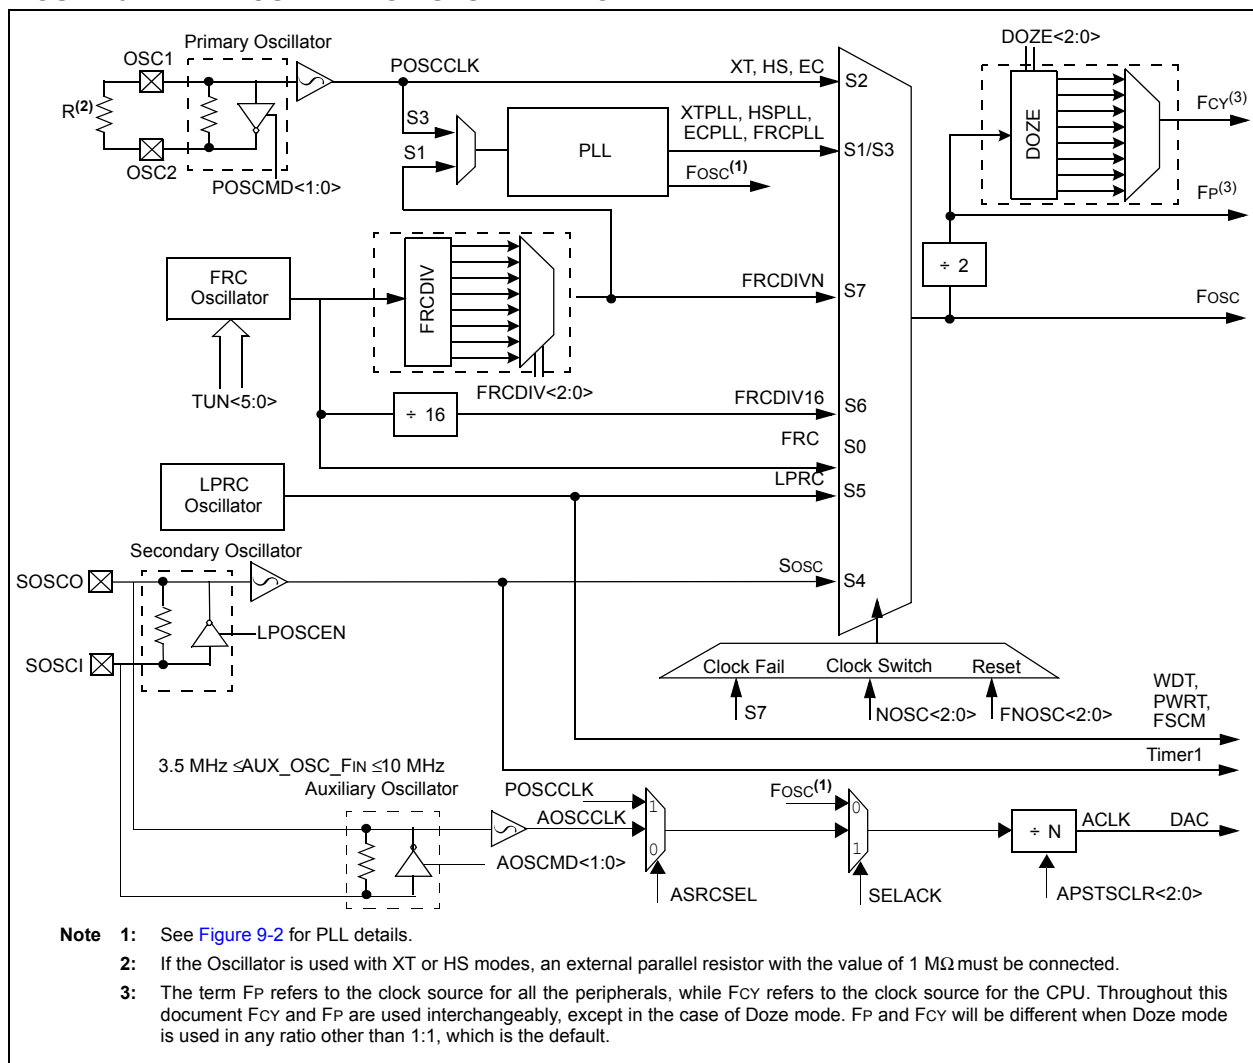 Primary Oscillator
DOZE<2:0>
OSC1
POSCCLK
XT, HS, EC
S2
R(2)
XTPLL, HSPLL,
ECPLL, FRCPLL
S3
S1
PLL
S1/S3
DOZE
FCY(3)
OSC2
POSCMD<1:0>
FOSC(1)
FP(3)
÷ 2
FRC
Oscillator
FRCDIV
FRCDIVN
S7
FOSC
TUN<5:0>
FRCDIV<2:0>
÷ 16
FRCDIV16
S6
FRC
S0
LPRC
Oscillator
LPRC
S5
Secondary Oscillator
SOSCO
SOSC
S4
LPOSCEN
SOSCI
Clock Fail
Clock Switch
Reset
S7
NOSC<2:0>
FNOSC<2:0>
WDT,
PWRT,
FSCM
Timer1
3.5 MHz ≤AUX_OSC_FIN ≤10 MHz
Auxiliary Oscillator
POSCCLK
AOSCCLK
1
0
FOSC(1)
0
1
÷ N
ACLK
DAC
AOSCMD<1:0>
ASRCSEL
SELACK
APSTSCLR<2:0>
Note 1: See Figure 9-2 for PLL details.
2: If the Oscillator is used with XT or HS modes, an external parallel resistor with the value of 1 MΩ must be connected.
3: The term FP refers to the clock source for all the peripherals, while FCY refers to the clock source for the CPU. Throughout this
document FCY and FP are used interchangeably, except in the case of Doze mode. FP and FCY will be different when Doze mode
is used in any ratio other than 1:1, which is the default.